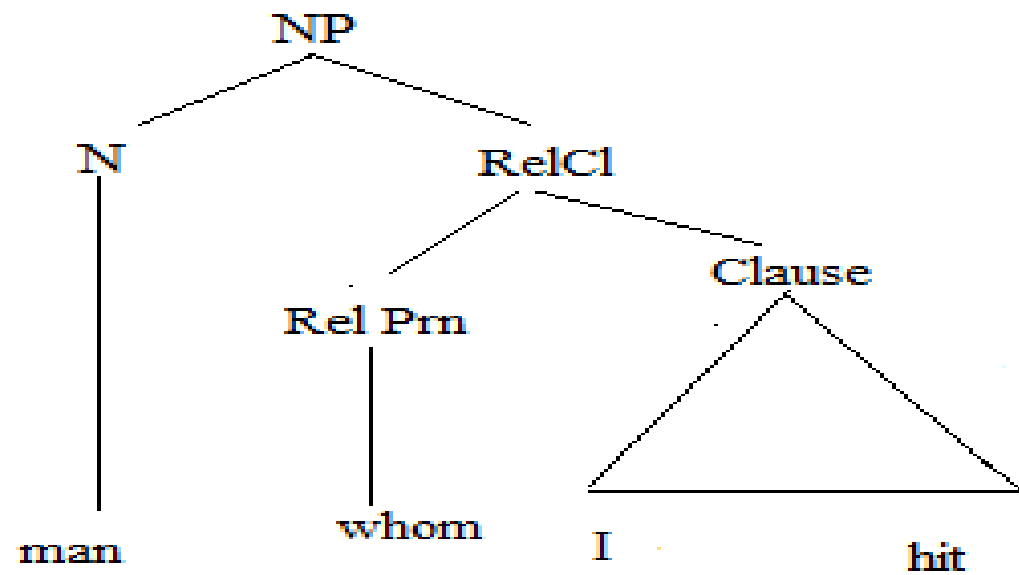 NP
N
RelCl
Clause
Rel Prn
whom
man
I
hit